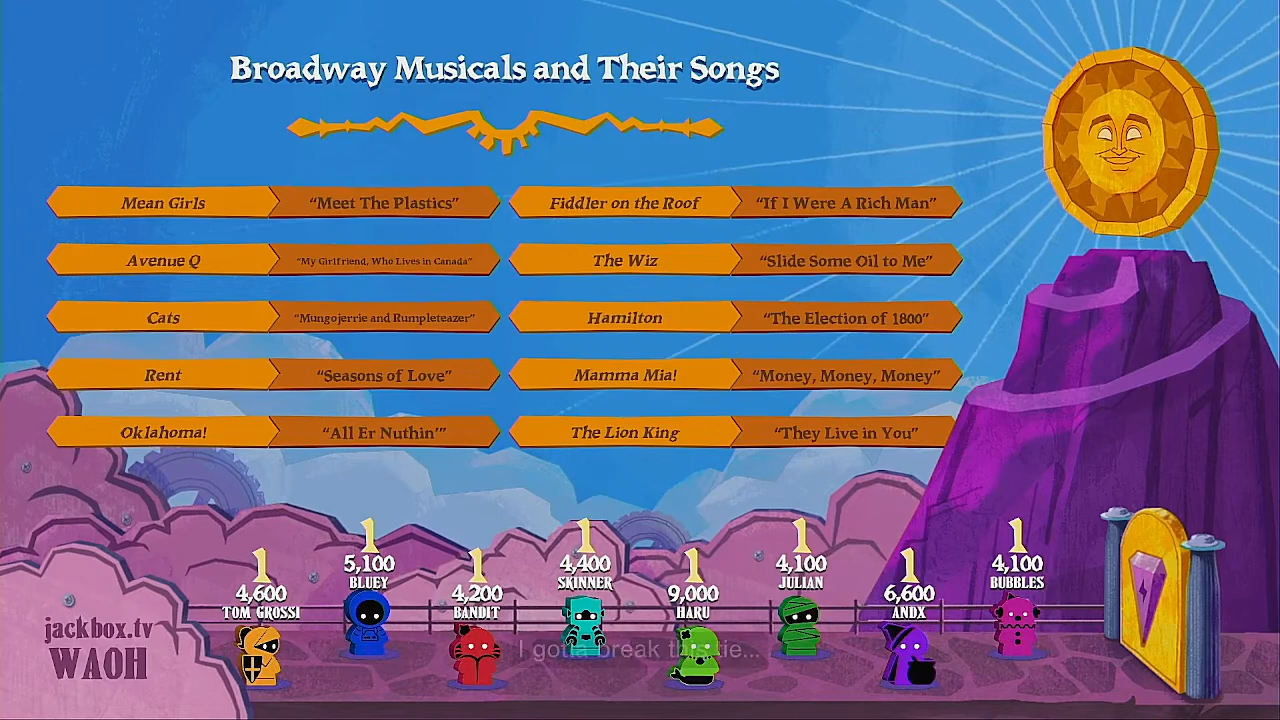 Broadway Musicals and Their Songs
Mean Girls "Meet The Plastics"
Fiddler on the Roof "If I Were A Rich Man"
Avenue Q "My Girlfriend, Who Lives in Canada"
The Wiz "Slide Some Oil to Me"
Cats "Mungojerrie and Rumpleteazer"
Hamilton "The Election of 1800"
Rent "Seasons of Love"
Mamma Mia! "Money, Money, Money"
Oklahoma! "All Er Nuthin'"
The Lion King "They Live in You"
1
4,600
TOM GROSSI
1
5,100
BLUEY
1
4,200
BANDIT
1
4,400
SKINNER
1
9,000
HARU
1
4,100
JULIAN
1
6,600
ANDX
1
4,100
BUBBLES
jackbox.tv
WAOH
I gotta break this tie...